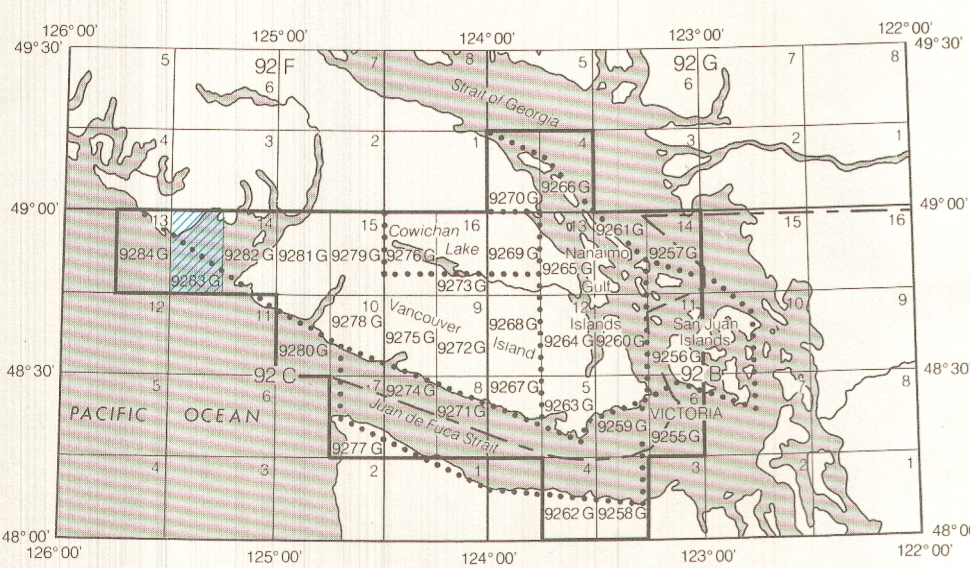 126°00' 125°00' 124°00' 123°00' 122°00'
49°30' 49°30'
5 92 F 7 8 5 92 G 7 8
6 6
Strait of Georgia
4 3 2 1 4 3 2 1
9266 G
9270 G
49°00' 49°00'
13 14 15 16 13 14 15 16
Cowichan 9261 G
9284 G 9282 G 9281 G 9279 G 9276 G Lake 9269 G Nanaimo 9257 G
9265 G
9283 G 9273 G Gulf
12 11 10 Vancouver 9 12 11 10 9
9278 G 9268 G Islands San Juan
9275 G 9272 G Island 9264 G 9260 G Islands
9280 G 9256 G
48°30' 92 C 92 B 48°30'
5 6 7 9274 G 8 9267 G 5 6 7 8
PACIFIC OCEAN 9271 G 9263 G VICTORIA
Juan de Fuca Strait 9259 G 9255 G
9277 G
4 3 2 1 4 3 2 1
9262 G 9258 G
48°00' 48°00'
126°00' 125°00' 124°00' 123°00' 122°00'